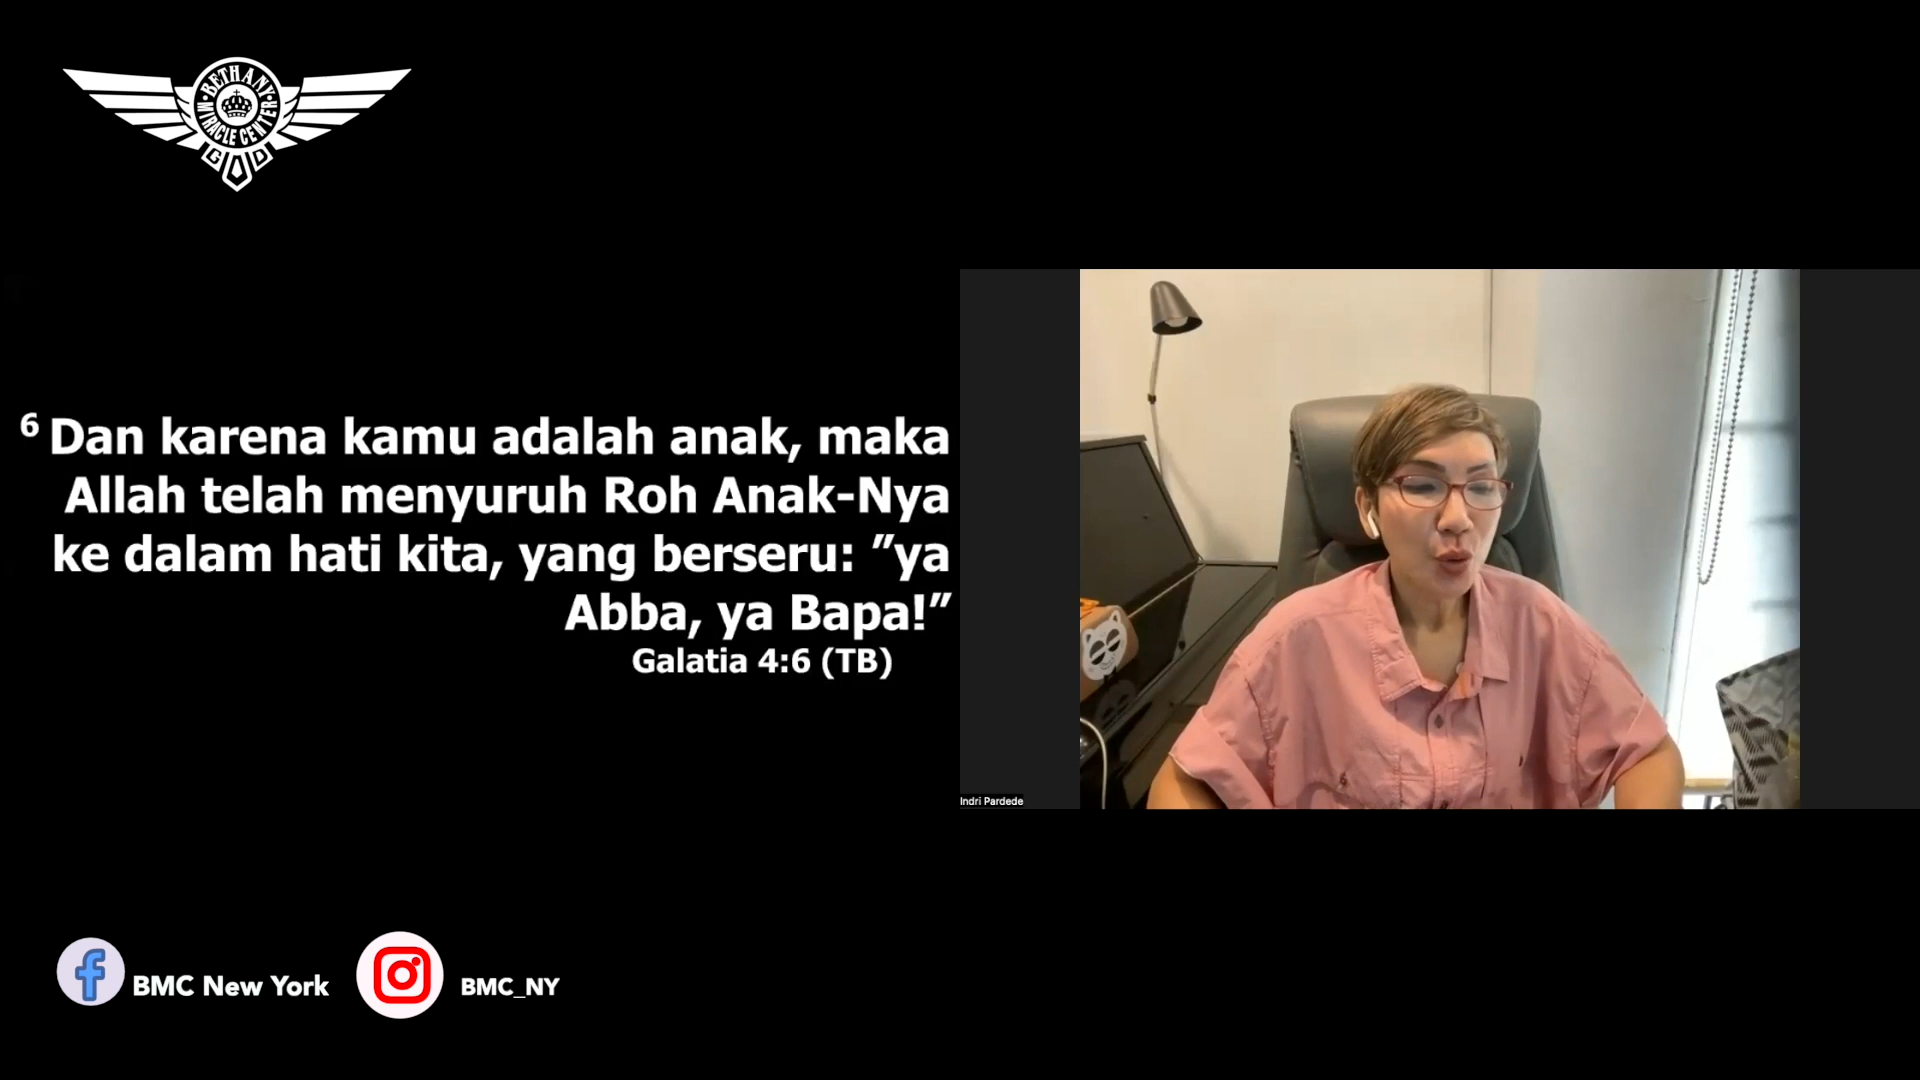 BETHANY
MIRACLE CENTER
GAD
6 Dan karena kamu adalah anak, maka
Allah telah menyuruh Roh Anak-Nya
ke dalam hati kita, yang berseru: ”ya
Abba, ya Bapa!”
Galatia 4:6 (TB)
Indri Pardede
BMC New York
BMC_NY